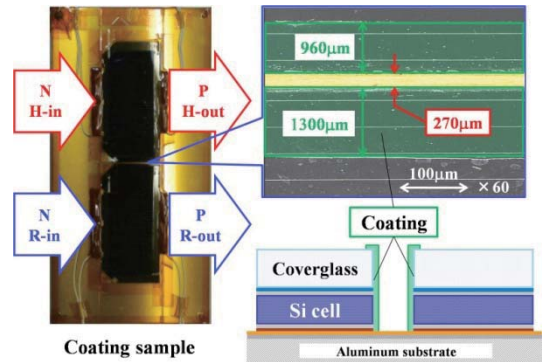 N
H-in
P
H-out
N
R-in
P
R-out
Coating sample
960μm
1300μm
270μm
100μm
× 60
Coating
Coverglass
Si cell
Aluminum substrate